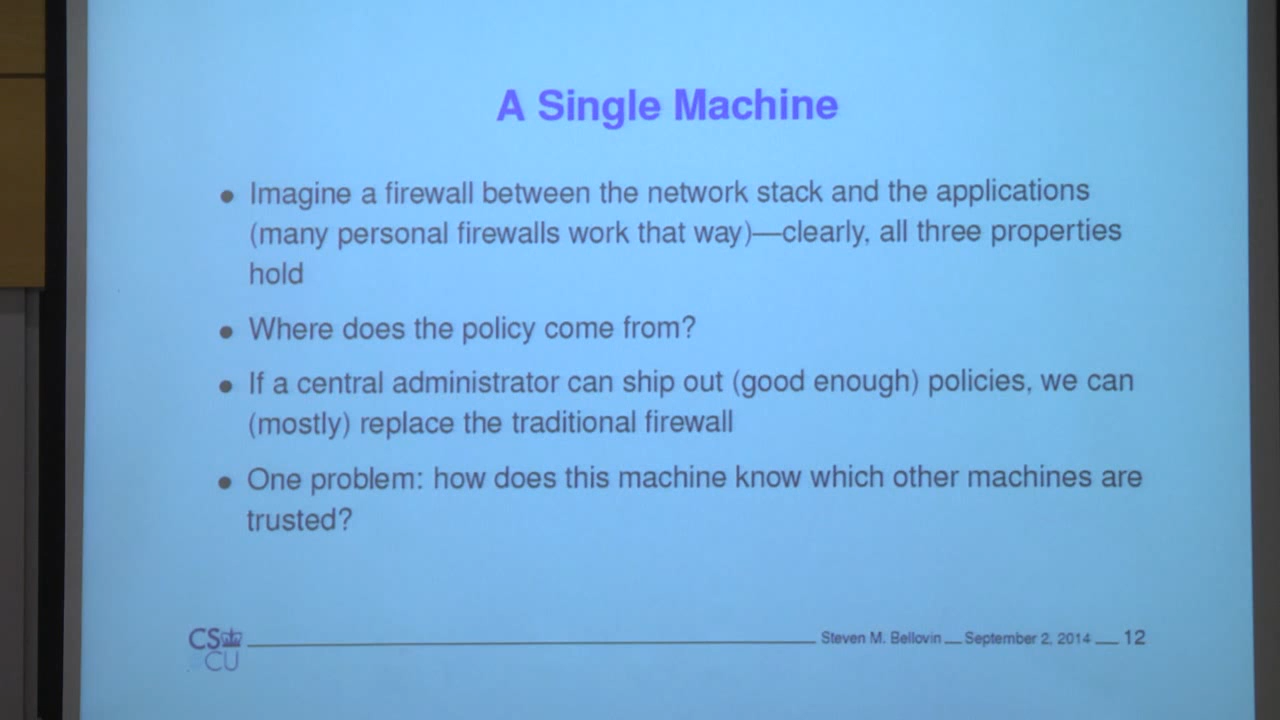 A Single Machine
• Imagine a firewall between the network stack and the applications
(many personal firewalls work that way)—clearly, all three properties
hold
• Where does the policy come from?
• If a central administrator can ship out (good enough) policies, we can
(mostly) replace the traditional firewall
• One problem: how does this machine know which other machines are
trusted?
CS
CU
Steven M. Bellovin — September 2, 2014 — 12